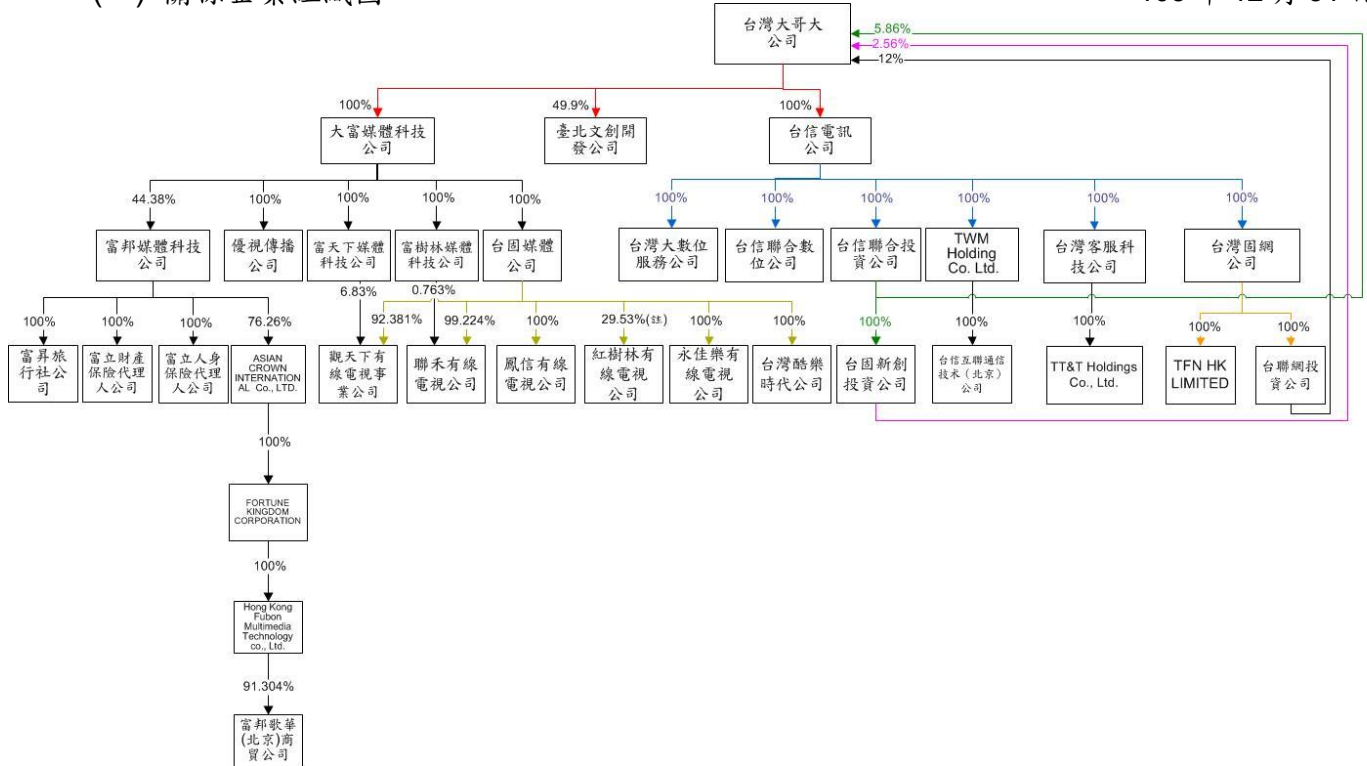 台灣大哥大
公司
5.86%
2.56%
12%
100%
49.9%
100%
大富媒體科技
公司
臺北文創開
發公司
台信電訊
公司
44.38%
100%
100%
100%
100%
100%
100%
100%
100%
100%
100%
富邦媒體科技
公司
優視傳播
公司
富天下媒體
科技公司
富樹林媒體
科技公司
台固媒體
公司
台灣大數位
服務公司
台信聯合數
位公司
台信聯合投
資公司
TWM
Holding
Co. Ltd.
台灣客服科
技公司
台灣固網
公司
6.83%
0.763%
100%
100%
100%
76.26%
92.381%
99.224%
100%
29.53%(註)
100%
100%
100%
100%
100%
100%
100%
富昇旅
行社公
司
富立財產
保險代理
人公司
富立人身
保險代理
人公司
ASIAN
CROWN
INTERNATION
AL Co., LTD.
觀天下有
線電視事
業公司
聯禾有線
電視公司
鳳信有線
電視公司
紅樹林有
線電視
公司
永佳樂有
線電視
公司
台灣酷樂
時代公司
台固新創
投資公司
台信互聯通信
技术（北京）
公司
TT&T Holdings
Co., Ltd.
TFN HK
LIMITED
台聯網投
資公司
100%
FORTUNE
KINGDOM
CORPORATION
100%
Hong Kong
Fubon
Multimedia
Technology
co., Ltd.
91.304%
富邦歌華
(北京)商
貿公司